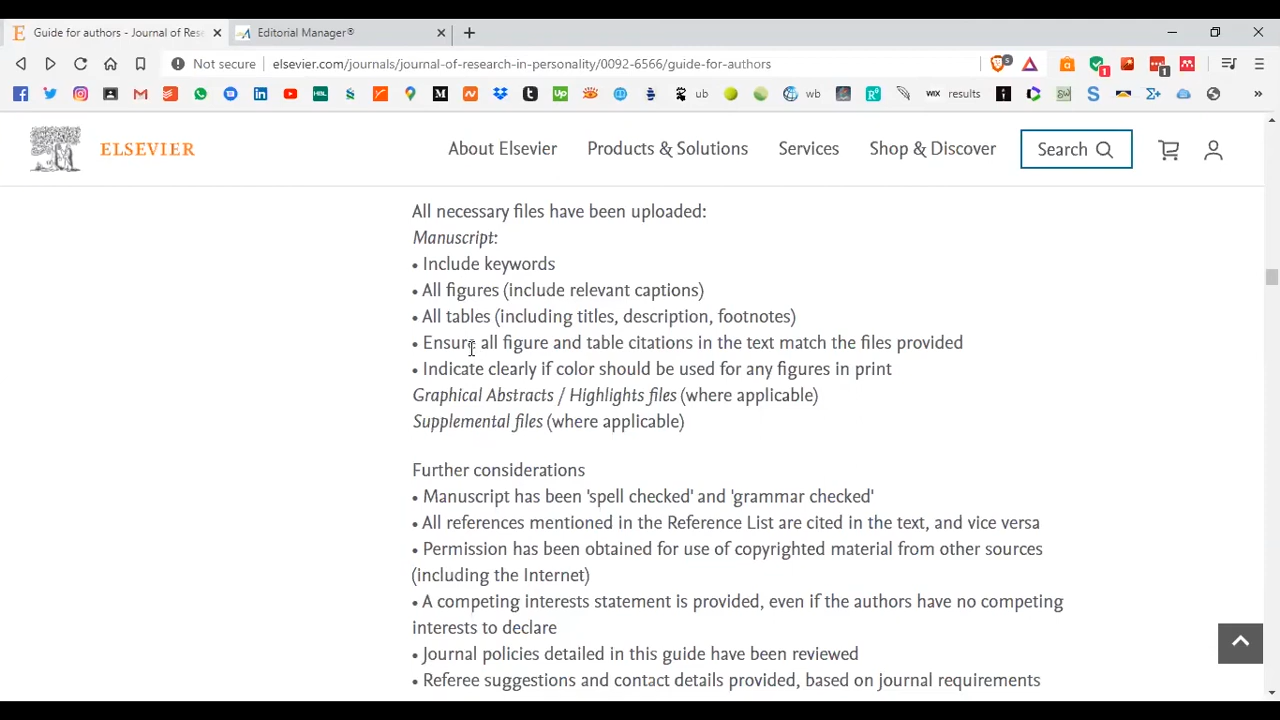 Guide for authors - Journal of Rese
Editorial Manager®
Not secure
elsevier.com/journals/journal-of-research-in-personality/0092-6566/guide-for-authors
ub
wb
WIX results
ELSEVIER
About Elsevier
Products & Solutions
Services
Shop & Discover
Search
All necessary files have been uploaded:
Manuscript:
• Include keywords
• All figures (include relevant captions)
• All tables (including titles, description, footnotes)
• Ensure all figure and table citations in the text match the files provided
• Indicate clearly if color should be used for any figures in print
Graphical Abstracts / Highlights files (where applicable)
Supplemental files (where applicable)
Further considerations
• Manuscript has been 'spell checked' and 'grammar checked'
• All references mentioned in the Reference List are cited in the text, and vice versa
• Permission has been obtained for use of copyrighted material from other sources
(including the Internet)
• A competing interests statement is provided, even if the authors have no competing
interests to declare
• Journal policies detailed in this guide have been reviewed
• Referee suggestions and contact details provided, based on journal requirements